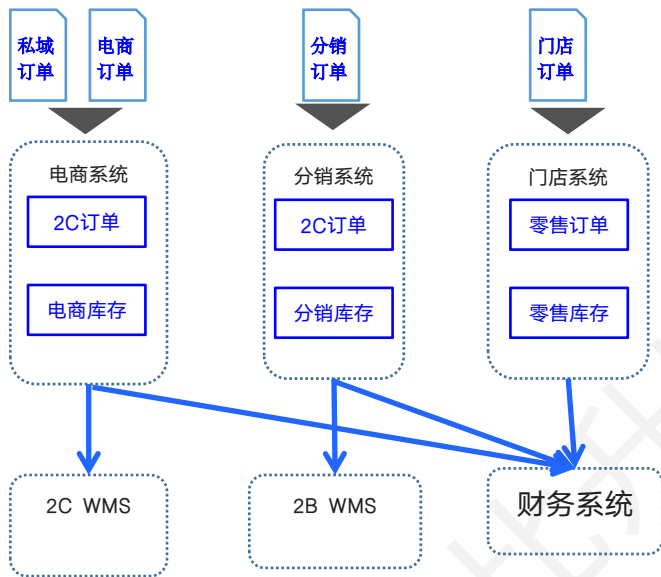 私域
订单
电商
订单
分销
订单
门店
订单
电商系统
2C订单
电商库存
分销系统
2C订单
分销库存
门店系统
零售订单
零售库存
2C WMS
2B WMS
财务系统